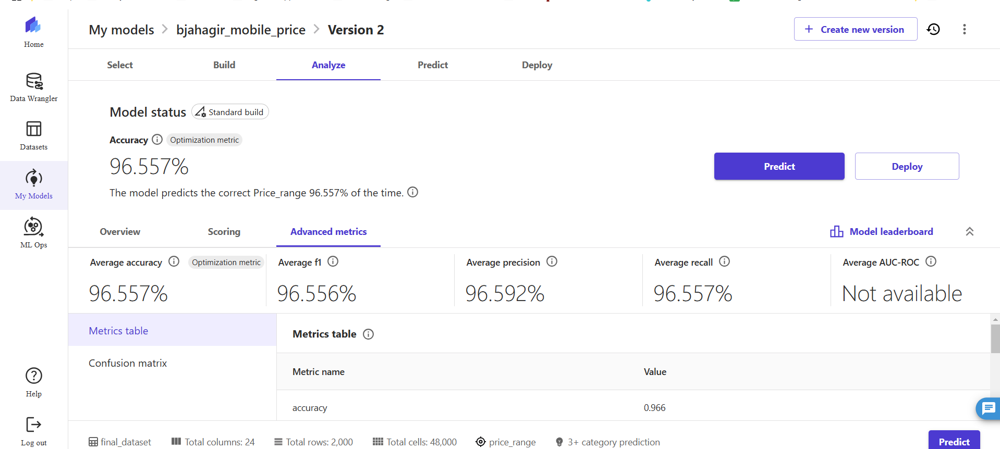 Home
Data Wrangler
Datasets
My Models
ML Ops
Help
Log out
My models > bjahagir_mobile_price > Version 2
+ Create new version
Select Build Analyze Predict Deploy
Model status Standard build
Accuracy Optimization metric
96.557%
The model predicts the correct Price_range 96.557% of the time.
Predict Deploy
Overview Scoring Advanced metrics Model leaderboard
Average accuracy Optimization metric Average f1 Average precision Average recall Average AUC-ROC
96.557% 96.556% 96.592% 96.557% Not available
Metrics table
Confusion matrix
Metrics table
Metric name Value
accuracy 0.966
final_dataset Total columns: 24 Total rows: 2,000 Total cells: 48,000 price_range 3+ category prediction Predict